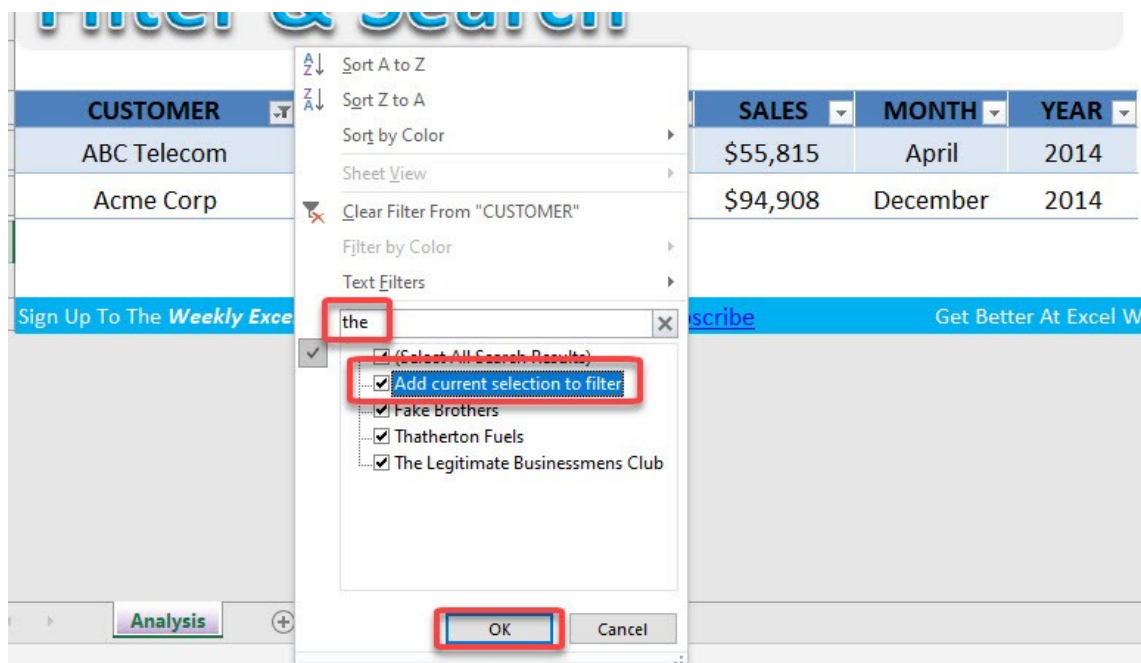 Filter & Search
Sort A to Z
Sort Z to A
Sort by Color
Sheet View
Clear Filter From "CUSTOMER"
Filter by Color
Text Filters
the
(Select All Search Results)
Add current selection to filter
Fake Brothers
Thatherton Fuels
The Legitimate Businessmens Club
OK Cancel
CUSTOMER SALES MONTH YEAR
ABC Telecom $55,815 April 2014
Acme Corp $94,908 December 2014
Sign Up To The Weekly Exce scribe Get Better At Excel W
Analysis